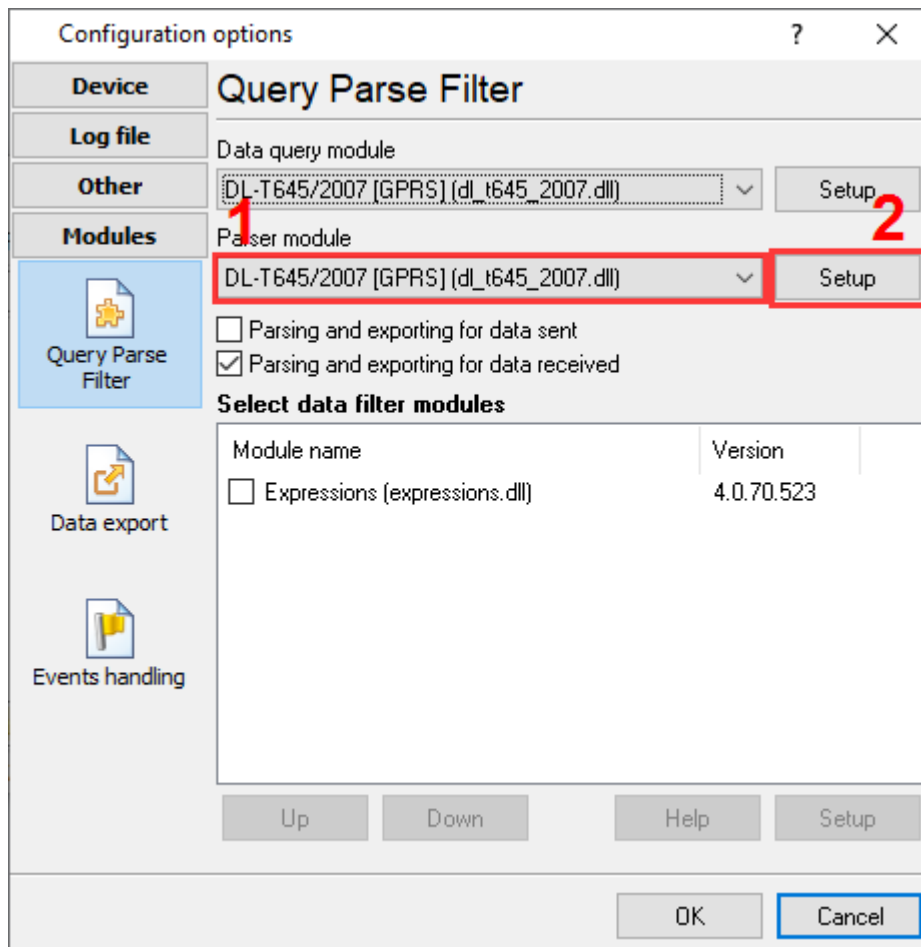 Configuration options
?
Device
Log file
Other
Modules
Query Parse
Filter
Data export
Events handling
Query Parse Filter
Data query module
DL-T645/2007 [GPRS] (dl_t645_2007.dll)
Setup
1
2
Parser module
DL-T645/2007 [GPRS] (dl_t645_2007.dll)
Setup
Parsing and exporting for data sent
Parsing and exporting for data received
Select data filter modules
Module name Version
Expressions (expressions.dll) 4.0.70.523
Up Down Help Setup
OK Cancel